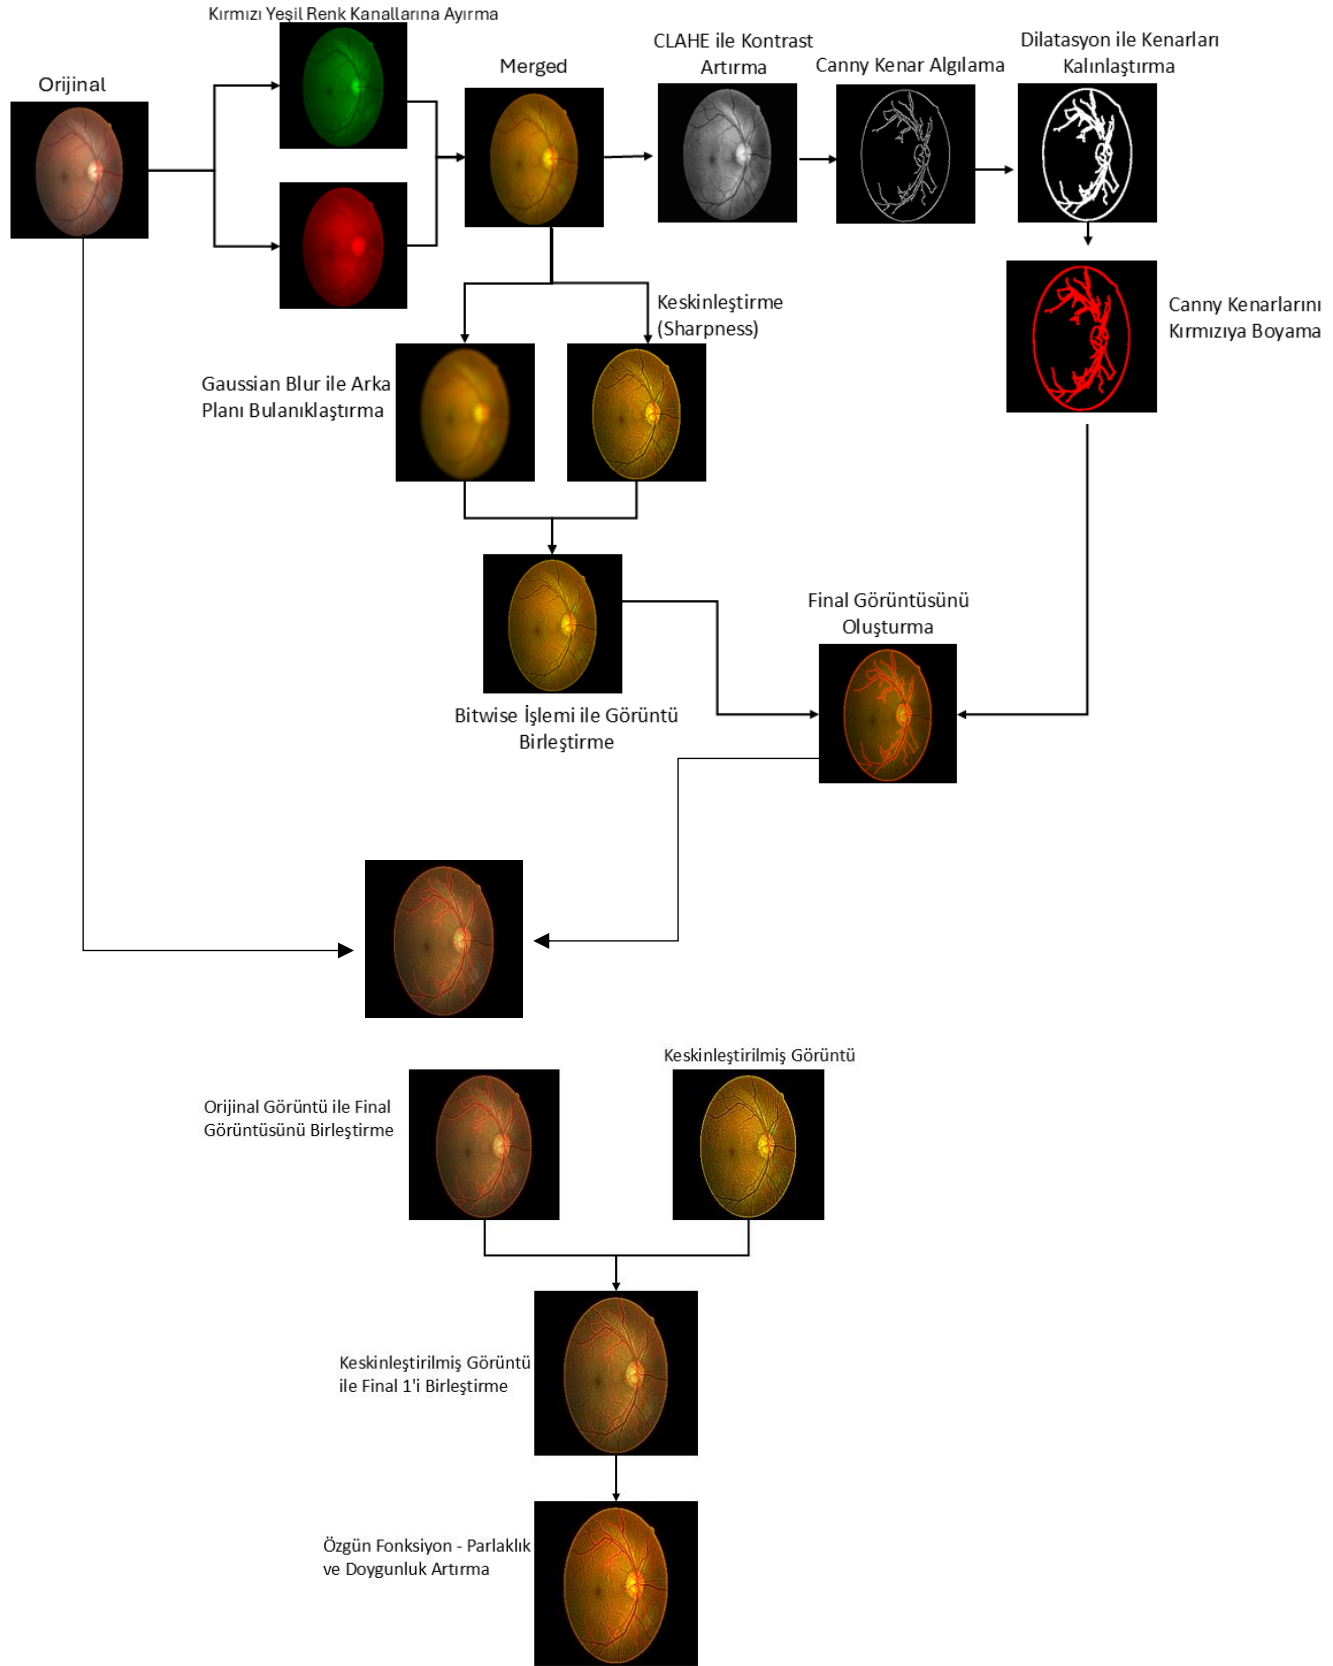 Kırmızı Yeşil Renk Kanallarına Ayırma
Orijinal
Merged
CLAHE ile Kontrast
Artırma
Canny Kenar Algılama
Dilatasyon ile Kenarları
Kalınlaştırma
Canny Kenarlarını
Kırmızıya Boyama
Keskinleştirme
(Sharpness)
Gaussian Blur ile Arka
Planı Bulanıklaştırma
Bitwise İşlemi ile Görüntü
Birleştirme
Final Görüntüsünü
Oluşturma
Orijinal Görüntü ile Final
Görüntüsünü Birleştirme
Keskinleştirilmiş Görüntü
Keskinleştirilmiş Görüntü
ile Final 1'i Birleştirme
Özgün Fonksiyon - Parlaklık
ve Doygunluk Artırma